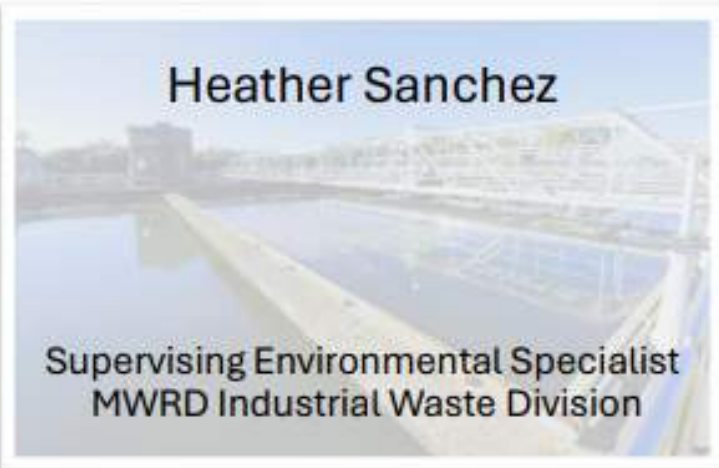 Heather Sanchez
Supervising Environmental Specialist
MWRD Industrial Waste Division